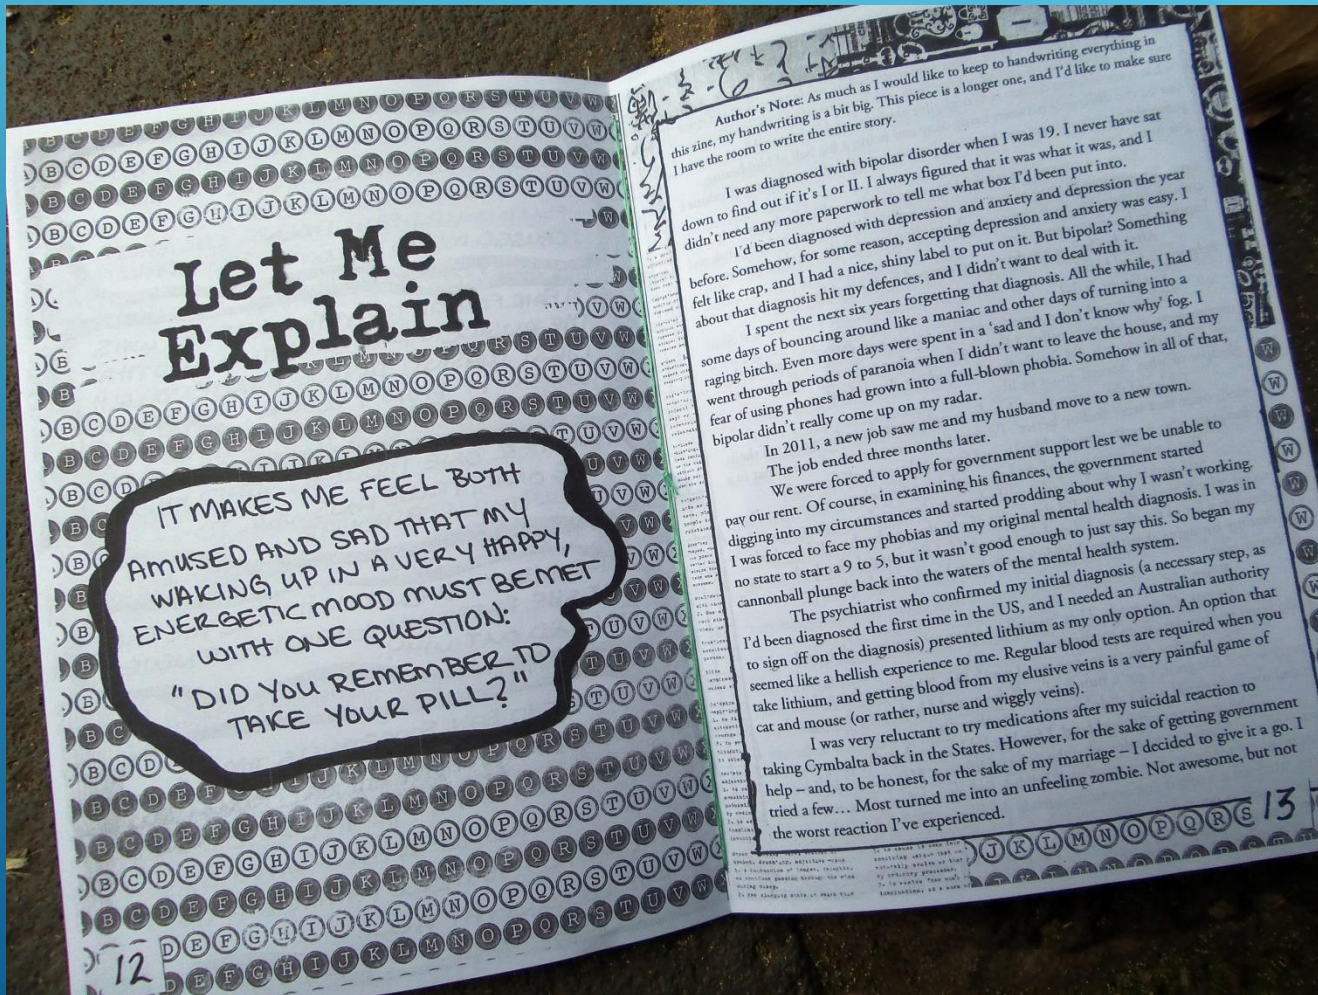 Let Me
Explain
IT MAKES ME FEEL BOTH
AMUSED AND SAD THAT MY
WAKING UP IN A VERY HAPPY,
ENERGETIC MOOD MUST BE MET
WITH ONE QUESTION:
"DID YOU REMEMBER TO
TAKE YOUR PILL?"
12
Author's Note: As much as I would like to keep to handwriting everything in
this zine, my handwriting is a bit big. This piece is a longer one, and I'd like to make sure
I have the room to write the entire story.
I was diagnosed with bipolar disorder when I was 19. I never have sat
down to find out if it's I or II. I always figured that it was what it was, and I
didn't need any more paperwork to tell me what box I'd been put into.
I'd been diagnosed with depression and anxiety and depression the year
before. Somehow, for some reason, accepting depression and anxiety was easy. I
felt like crap, and I had a nice, shiny label to put on it. But bipolar? Something
about that diagnosis hit my defences, and I didn't want to deal with it.
I spent the next six years forgetting that diagnosis. All the while, I had
some days of bouncing around like a maniac and other days of turning into a
raging bitch. Even more days were spent in a 'sad and I don't know why' fog. I
went through periods of paranoia when I didn't want to leave the house, and my
fear of using phones had grown into a full-blown phobia. Somehow in all of that,
bipolar didn't really come up on my radar.
In 2011, a new job saw me and my husband move to a new town.
The job ended three months later.
We were forced to apply for government support lest we be unable to
pay our rent. Of course, in examining his finances, the government started
digging into my circumstances and started prodding about why I wasn't working.
I was forced to face my phobias and my original mental health diagnosis. I was in
no state to start a 9 to 5, but it wasn't good enough to just say this. So began my
cannonball plunge back into the waters of the mental health system.
The psychiatrist who confirmed my initial diagnosis (a necessary step, as
I'd been diagnosed the first time in the US, and I needed an Australian authority
to sign off on the diagnosis) presented lithium as my only option. An option that
seemed like a hellish experience to me. Regular blood tests are required when you
take lithium, and getting blood from my elusive veins is a very painful game of
cat and mouse (or rather, nurse and wiggly veins).
I was very reluctant to try medications after my suicidal reaction to
taking Cymbalta back in the States. However, for the sake of getting government
help – and, to be honest, for the sake of my marriage – I decided to give it a go. I
tried a few… Most turned me into an unfeeling zombie. Not awesome, but not
the worst reaction I've experienced.
J K L M N O P Q R S
13